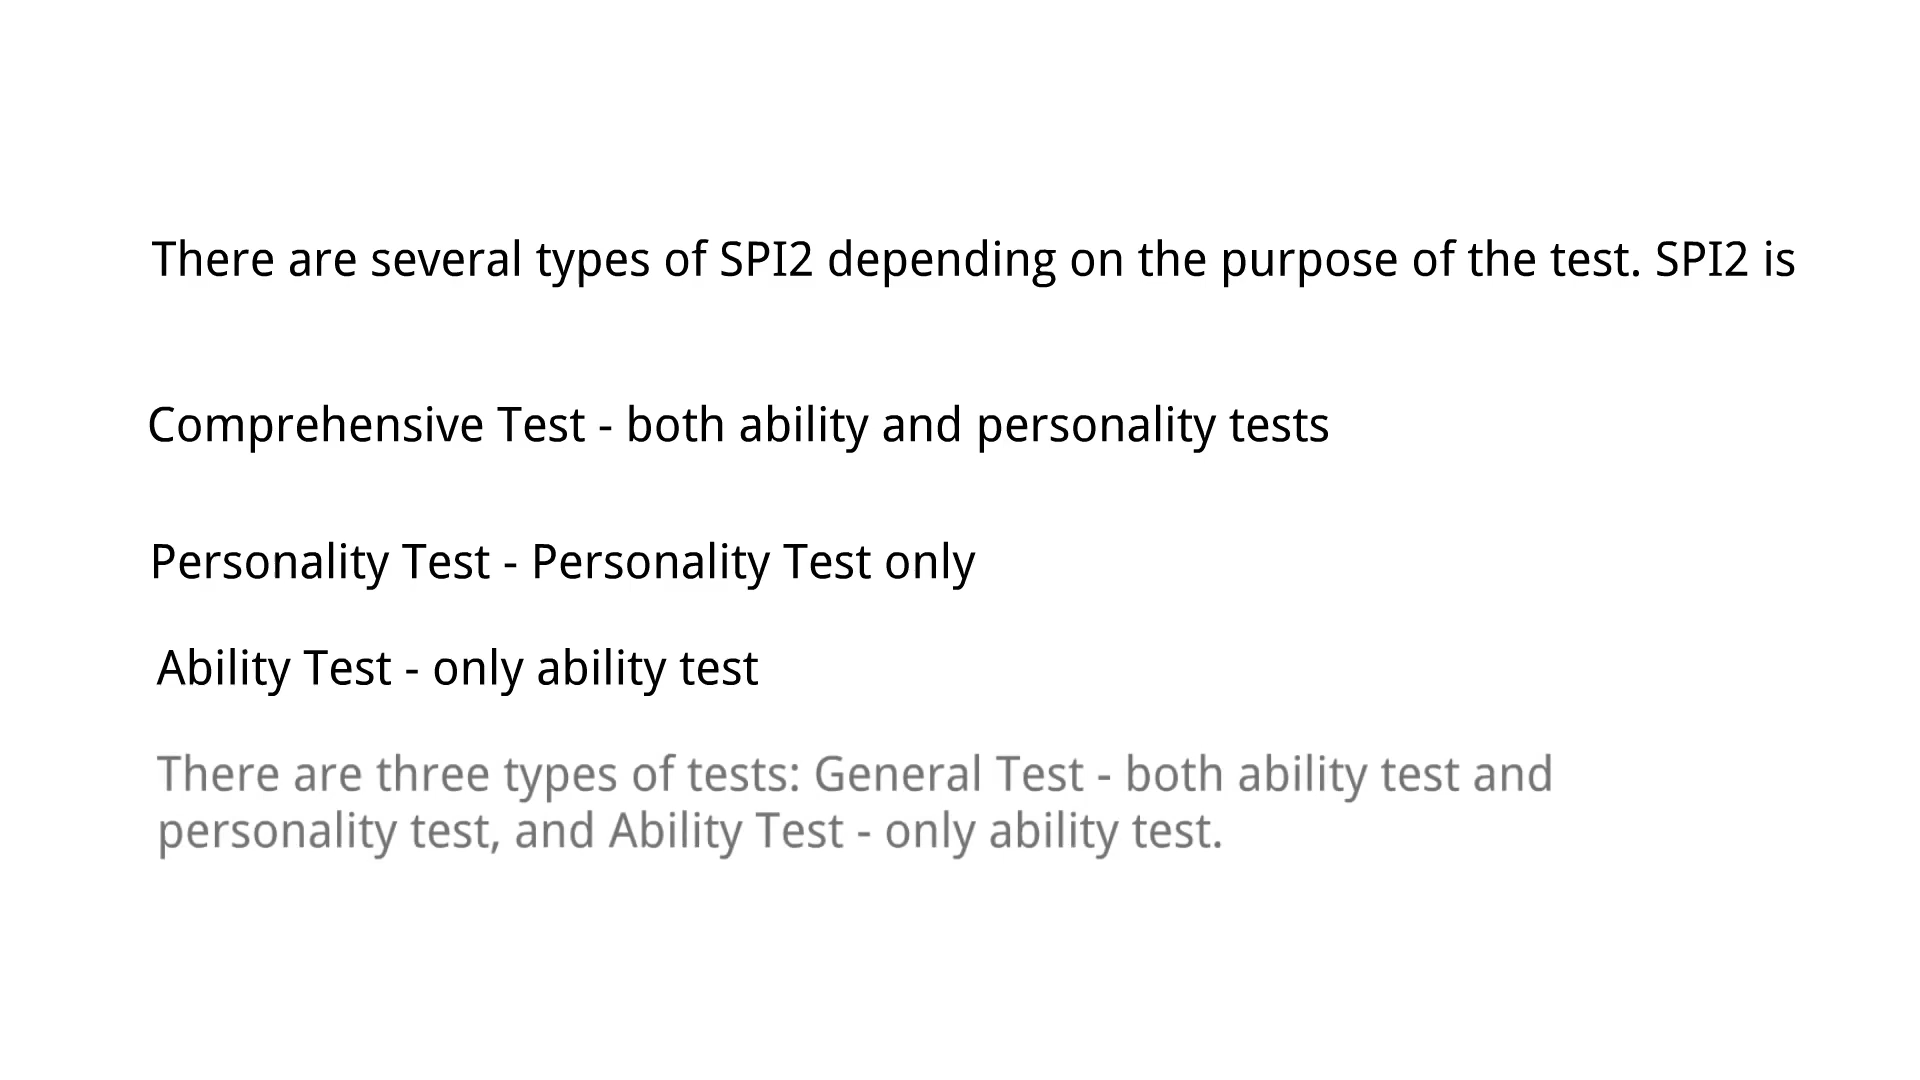 There are several types of SPI2 depending on the purpose of the test. SPI2 is
Comprehensive Test - both ability and personality tests
Personality Test - Personality Test only
Ability Test - only ability test
There are three types of tests: General Test - both ability test and
personality test, and Ability Test - only ability test.